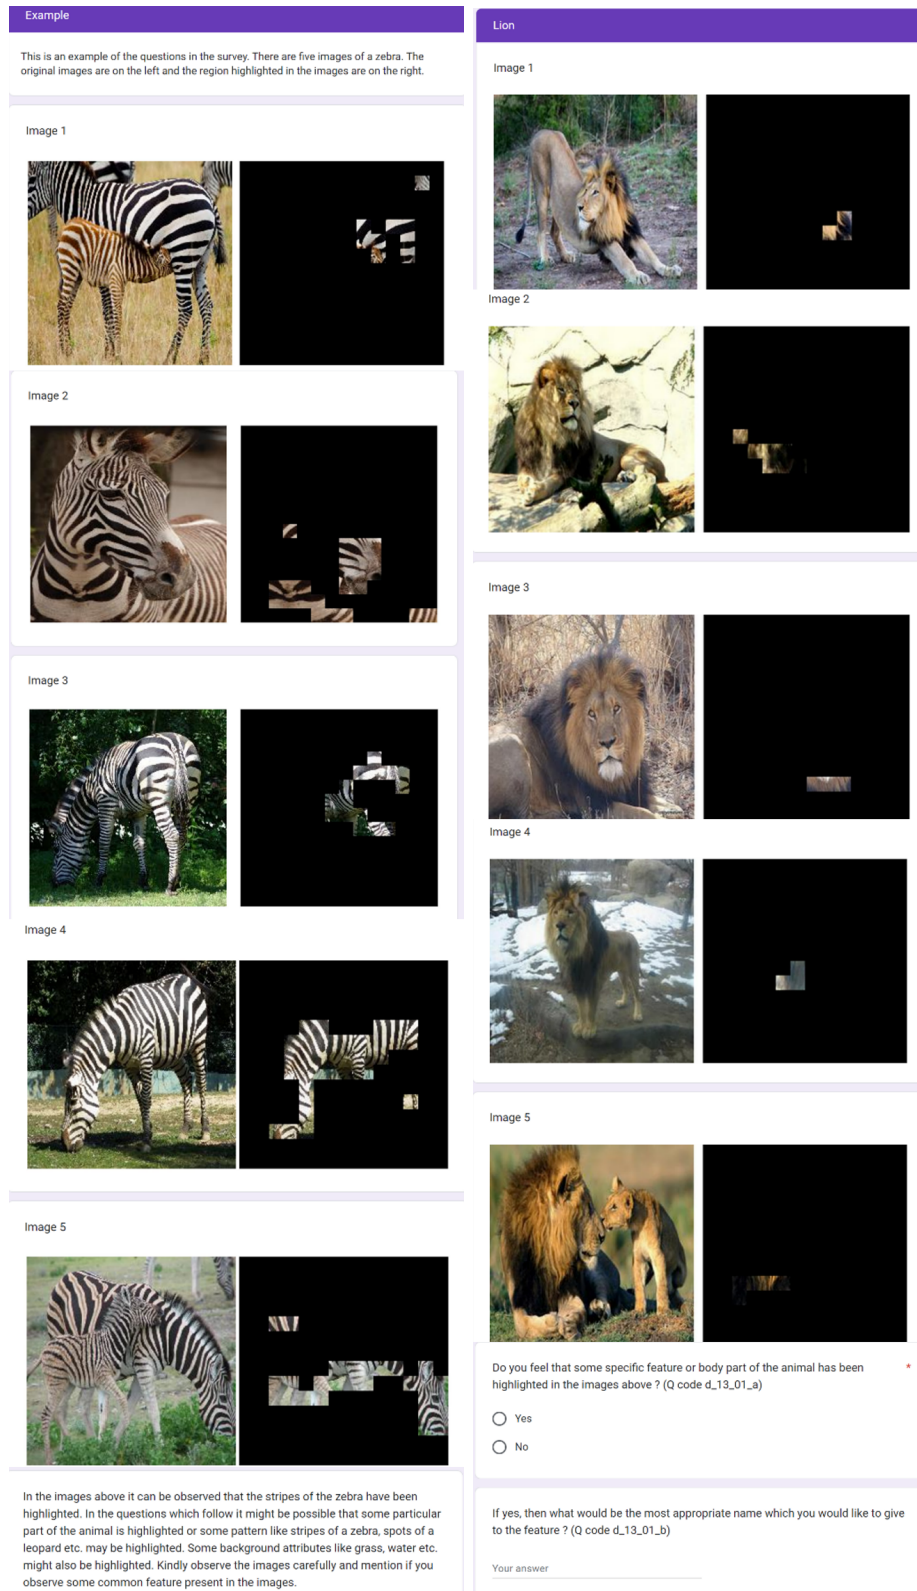 Example
This is an example of the questions in the survey. There are five images of a zebra. The
original images are on the left and the region highlighted in the images are on the right.
Image 1
Image 2
Image 3
Image 4
Image 5
In the images above it can be observed that the stripes of the zebra have been
highlighted. In the questions which follow it might be possible that some particular
part of the animal is highlighted or some pattern like stripes of a zebra, spots of a
leopard etc. may be highlighted. Some background attributes like grass, water etc.
might also be highlighted. Kindly observe the images carefully and mention if you
observe some common feature present in the images.
Lion
Image 1
Image 2
Image 3
Image 4
Image 5
Do you feel that some specific feature or body part of the animal has been *
highlighted in the images above ? (Q code d_13_01_a)
Yes
No
If yes, then what would be the most appropriate name which you would like to give
to the feature ? (Q code d_13_01_b)
Your answer